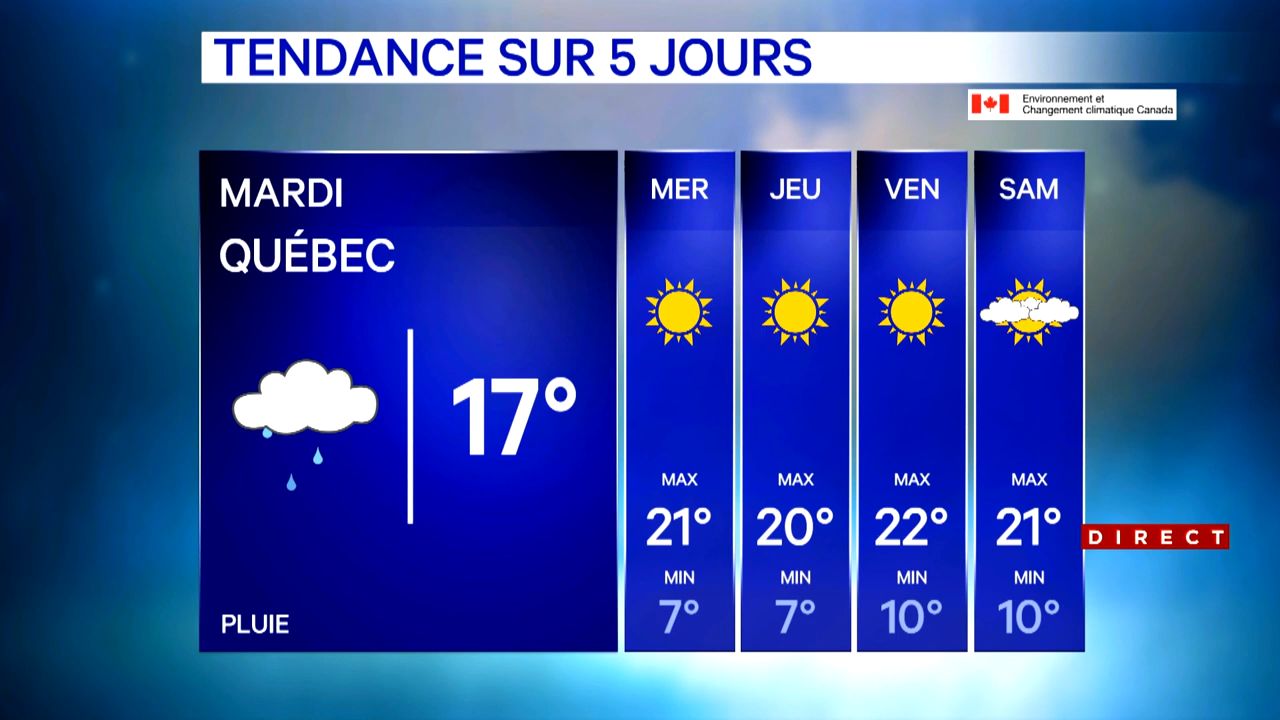 TENDANCE SUR 5 JOURS
Environnement et
Changement climatique Canada
MARDI
QUÉBEC
17°
PLUIE
MER
MAX
21°
MIN
7°
JEU
MAX
20°
MIN
7°
VEN
MAX
22°
MIN
10°
SAM
MAX
21°
MIN
10°
DIRECT